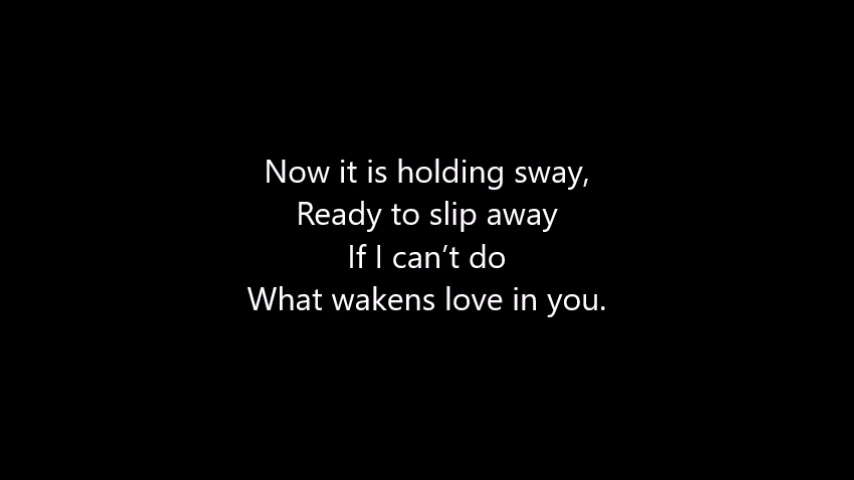 Now it is holding sway,
Ready to slip away
If I can’t do
What wakens love in you.